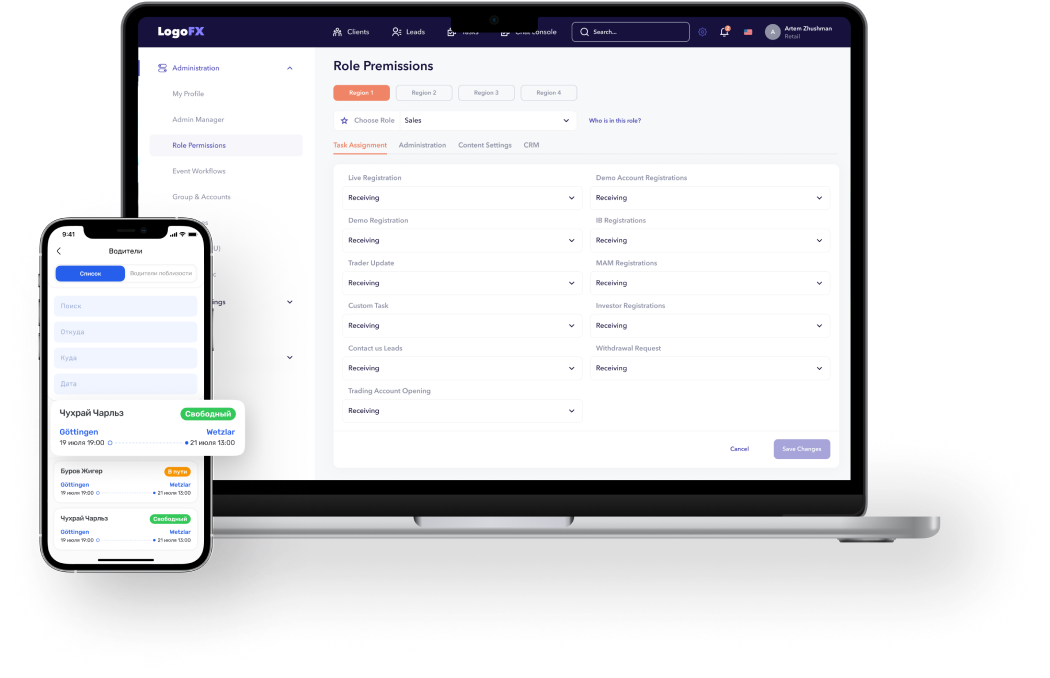 LogoFX
Clients
Leads
Tasks
Chat Console
Search...
A
Artem Zhushman
Retail
Administration
My Profile
Admin Manager
Role Permissions
Event Workflows
Group & Accounts
Role Premissions
Region 1
Region 2
Region 3
Region 4
Choose Role
Sales
Who is in this role?
Task Assignment
Administration
Content Settings
CRM
Live Registration
Receiving
Demo Account Registrations
Receiving
Demo Registration
Receiving
IB Registrations
Receiving
Trader Update
Receiving
MAM Registrations
Receiving
Custom Task
Receiving
Investor Registrations
Receiving
Contact us Leads
Receiving
Withdrawal Request
Receiving
Trading Account Opening
Receiving
Cancel
Save Changes
9:41
Водители
Список
Водители поблизости
Поиск
Откуда
Куда
Дата
Чухрай Чарльз
Свободный
Göttingen
Wetzlar
19 июля 19:00
21 июля 13:00
Буров Жигер
В пути
Göttingen
Wetzlar
19 июля 19:00
21 июля 13:00
Чухрай Чарльз
Свободный
Göttingen
Wetzlar
19 июля 19:00
21 июля 13:00